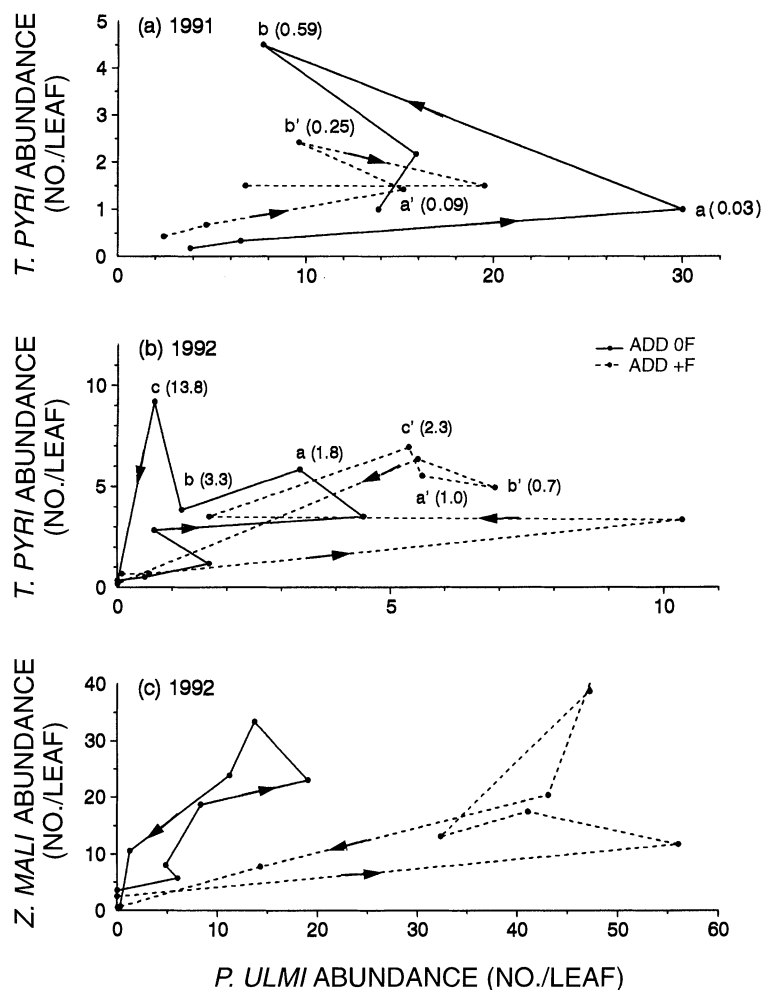 (a) 1991
T. PYRI ABUNDANCE
(NO./LEAF)
5
4
3
2
1
0
b (0.59)
b' (0.25)
a' (0.09)
a (0.03)
0
10
20
30
(b) 1992
ADD 0F
ADD +F
T. PYRI ABUNDANCE
(NO./LEAF)
10
5
0
c (13.8)
b (3.3)
a (1.8)
c' (2.3)
a' (1.0)
b' (0.7)
0
5
10
(c) 1992
Z. MALI ABUNDANCE
(NO./LEAF)
40
30
20
10
0
0
10
20
30
40
50
60
P. ULMI ABUNDANCE (NO./LEAF)